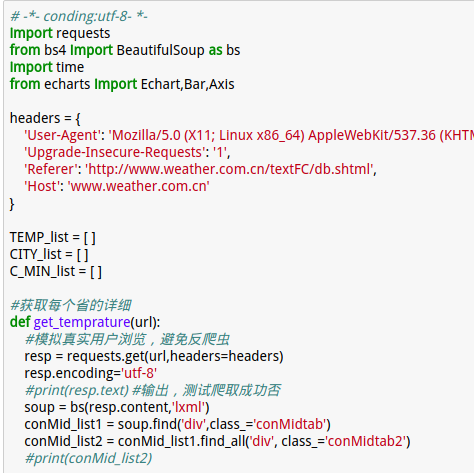 # -*- conding:utf-8- *-
Import requests
from bs4 Import BeautifulSoup as bs
Import time
from echarts Import Echart,Bar,Axis
headers = {
'User-Agent': 'Mozilla/5.0 (X11; Linux x86_64) AppleWebKit/537.36 (KHTM
'Upgrade-Insecure-Requests': '1',
'Referer': 'http://www.weather.com.cn/textFC/db.shtml',
'Host': 'www.weather.com.cn'
}
TEMP_list = [ ]
CITY_list = [ ]
C_MIN_list = [ ]
#获取每个省的详细
def get_temprature(url):
#模拟真实用户浏览，避免反爬虫
resp = requests.get(url,headers=headers)
resp.encoding='utf-8'
#print(resp.text) #输出，测试爬取成功否
soup = bs(resp.content,'lxml')
conMid_list1 = soup.find('div',class_='conMidtab')
conMid_list2 = conMid_list1.find_all('div', class_='conMidtab2')
#print(conMid_list2)